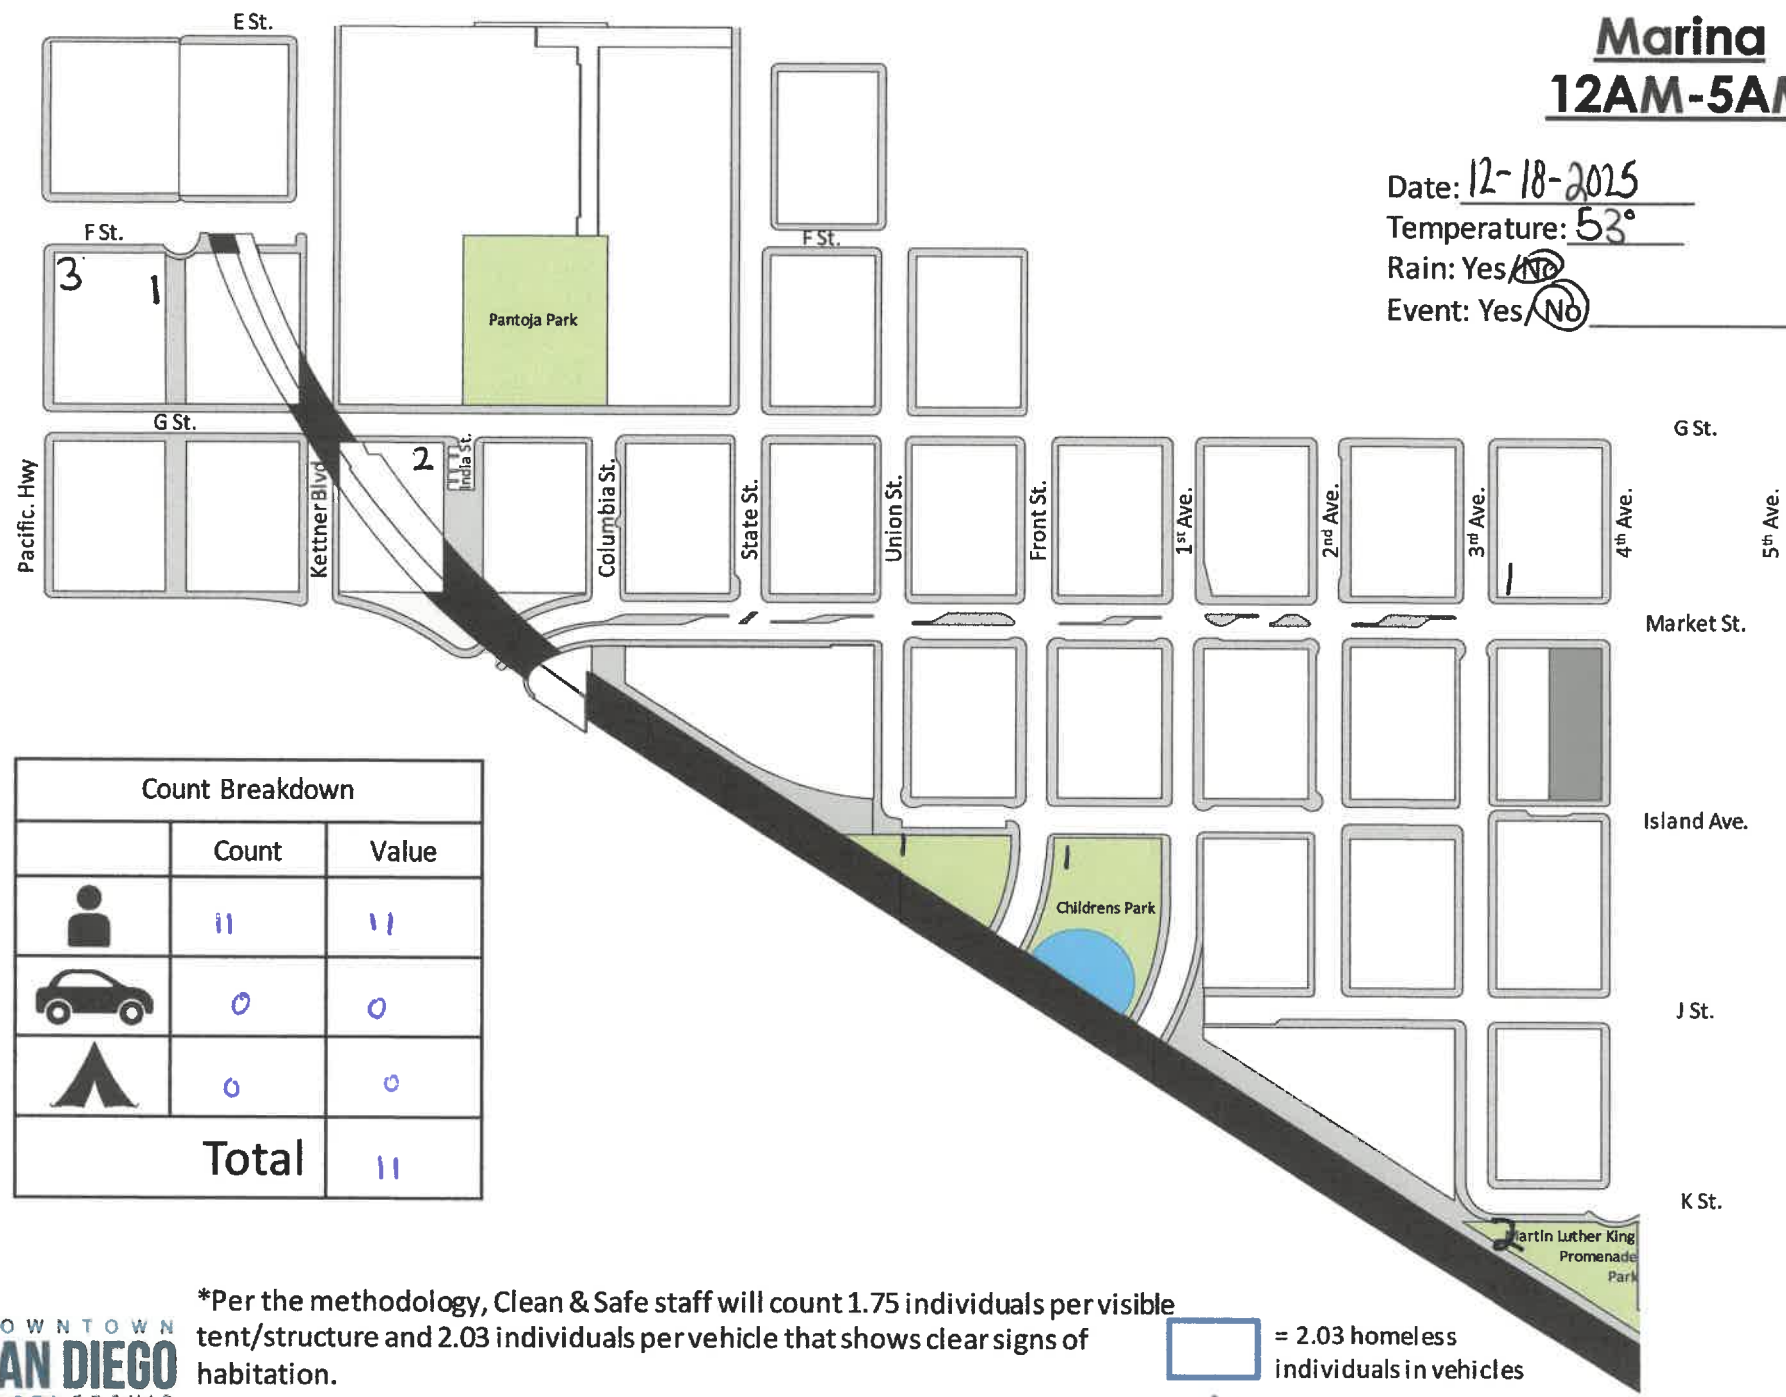 Marina
12AM-5AM
Date: 12-18-2025
Temperature: 53°
Rain: Yes/No
Event: Yes/No
E St.
F St.
F St.
3
1
Pantoja Park
G St.
G St.
2
India St.
Pacific. Hwy
Kettner Blvd.
Columbia St.
State St.
Union St.
Front St.
1st Ave.
2nd Ave.
3rd Ave.
4th Ave.
5th Ave.
1
Market St.
Island Ave.
1
1
Childrens Park
J St.
K St.
2
Martin Luther King
Promenade
Park
Count Breakdown
Count Value
11 11
0 0
0 0
Total 11
*Per the methodology, Clean & Safe staff will count 1.75 individuals per visible
tent/structure and 2.03 individuals per vehicle that shows clear signs of
habitation.
= 2.03 homeless
individuals in vehicles
OWNTOWN
AN DIEGO